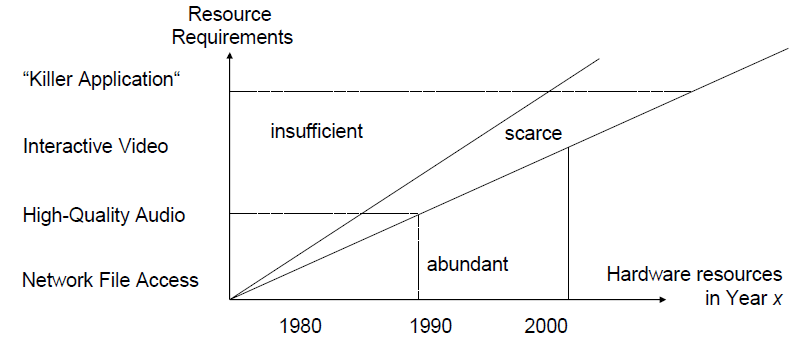 Resource
Requirements
“Killer Application“
insufficient
scarce
Interactive Video
High-Quality Audio
abundant
Network File Access
Hardware resources
in Year x
1980 1990 2000